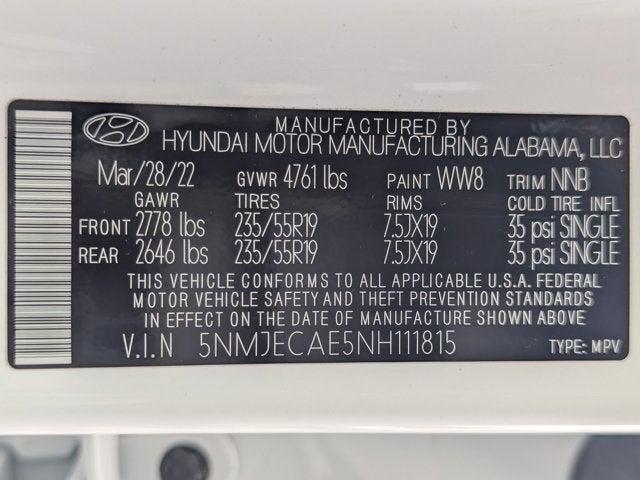 MANUFACTURED BY
HYUNDAI MOTOR MANUFACTURING ALABAMA, LLC
Mar/28/22 GVWR 4761 lbs PAINT WW8 TRIM NNB
GAWR TIRES RIMS COLD TIRE INFL
FRONT 2778 lbs 235/55R19 7.5JX19 35 psi SINGLE
REAR 2646 lbs 235/55R19 7.5JX19 35 psi SINGLE
THIS VEHICLE CONFORMS TO ALL APPLICABLE U.S.A. FEDERAL
MOTOR VEHICLE SAFETY AND THEFT PREVENTION STANDARDS
IN EFFECT ON THE DATE OF MANUFACTURE SHOWN ABOVE
V.I.N 5NMJECAE5NH111815 TYPE: MPV